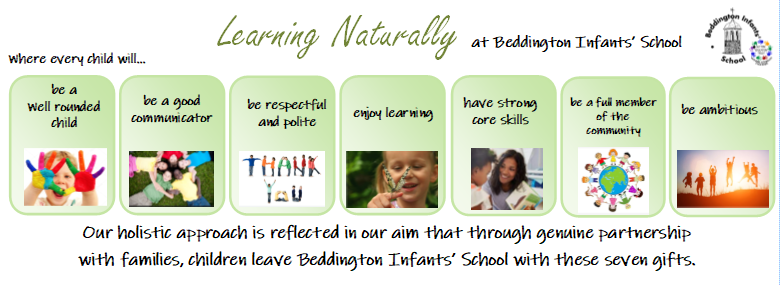 Learning Naturally at Beddington Infants' School
Beddington Infants'
School
Where every child will...
be a
Well rounded
child
be a good
communicator
be respectful
and polite
THANK
YOU
enjoy learning
have strong
core skills
be a full member
of the
community
be ambitious
Our holistic approach is reflected in our aim that through genuine partnership
with families, children leave Beddington Infants' School with these seven gifts.